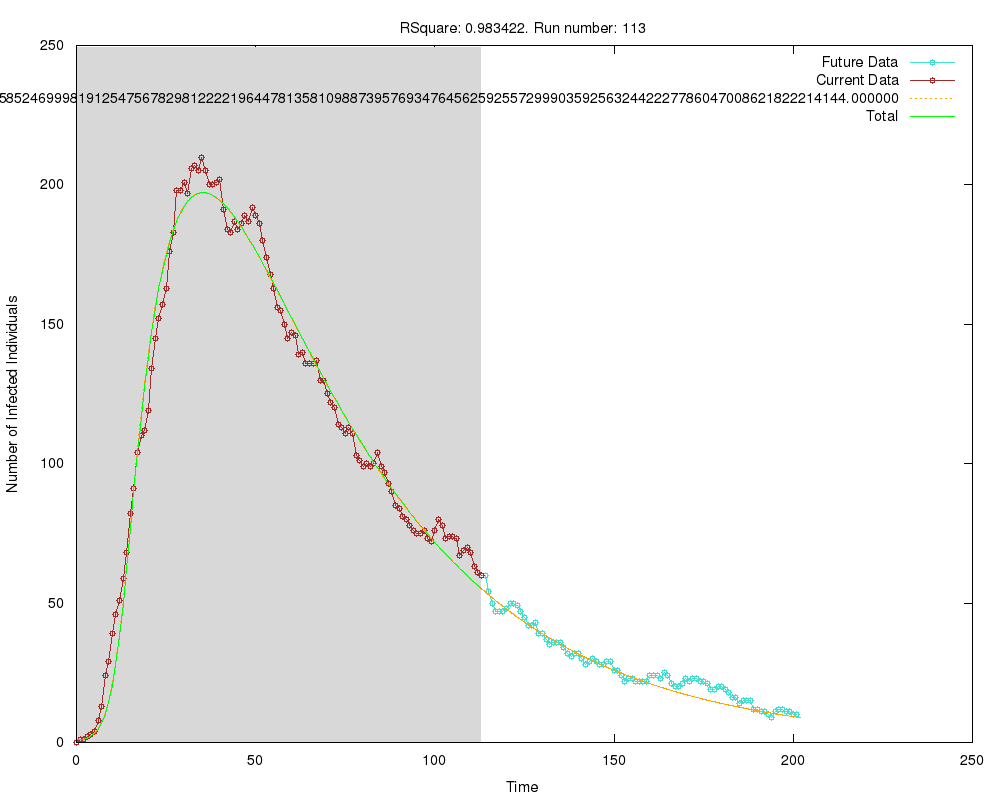 RSquare: 0.983422. Run number: 113
250
200
150
100
50
0
Number of Infected Individuals
Future Data
Current Data
Total
0
50
100
150
200
250
Time